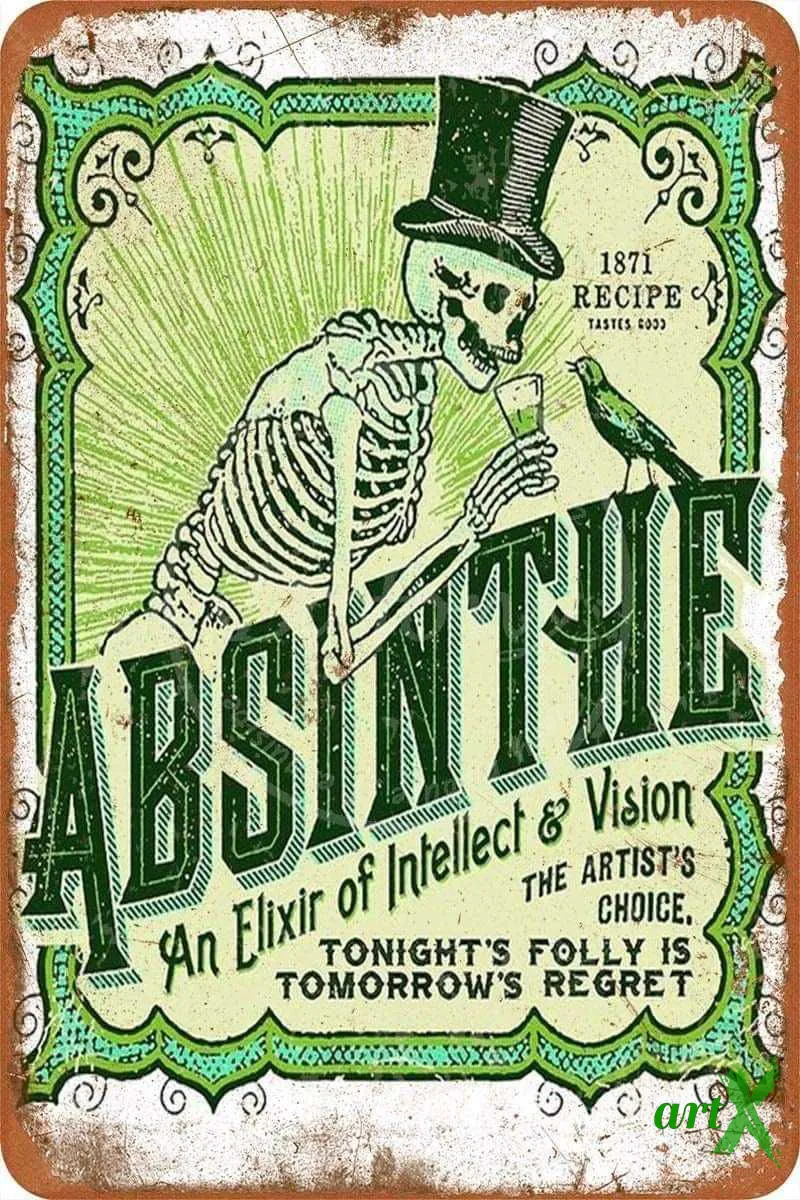 1871
RECIPE
TASTES GOOD
ABSINTHE
An Elixir of Intellect & Vision
THE ARTIST'S
CHOICE.
TONIGHT'S FOLLY IS
TOMORROW'S REGRET
artX